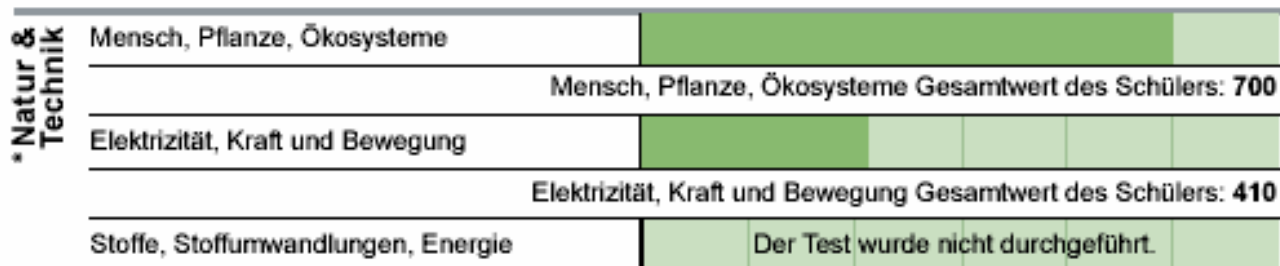 *Natur &
Technik
Mensch, Pflanze, Ökosysteme
Mensch, Pflanze, Ökosysteme Gesamtwert des Schülers: 700
Elektrizität, Kraft und Bewegung
Elektrizität, Kraft und Bewegung Gesamtwert des Schülers: 410
Stoffe, Stoffumwandlungen, Energie
Der Test wurde nicht durchgeführt.